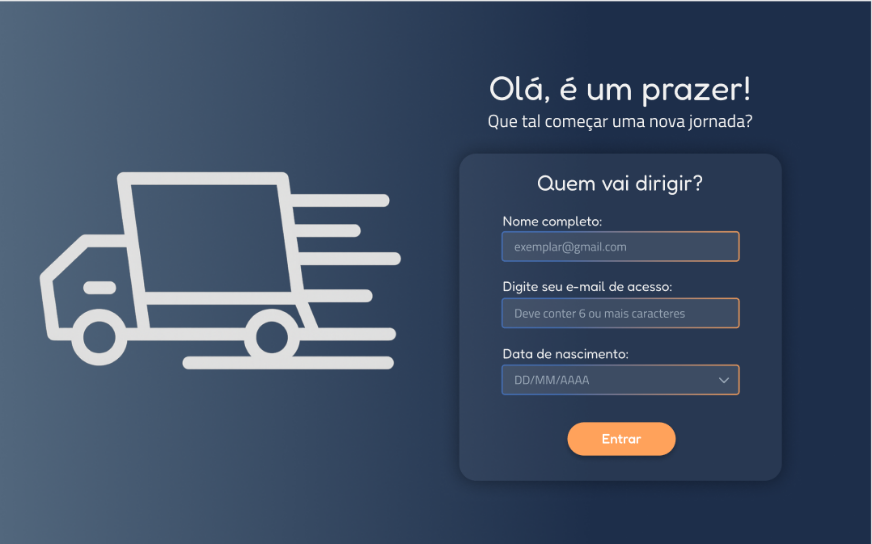 Olá, é um prazer!
Que tal começar uma nova jornada?
Quem vai dirigir?
Nome completo:
exemplar@gmail.com
Digite seu e-mail de acesso:
Deve conter 6 ou mais caracteres
Data de nascimento:
DD/MM/AAAA
Entrar